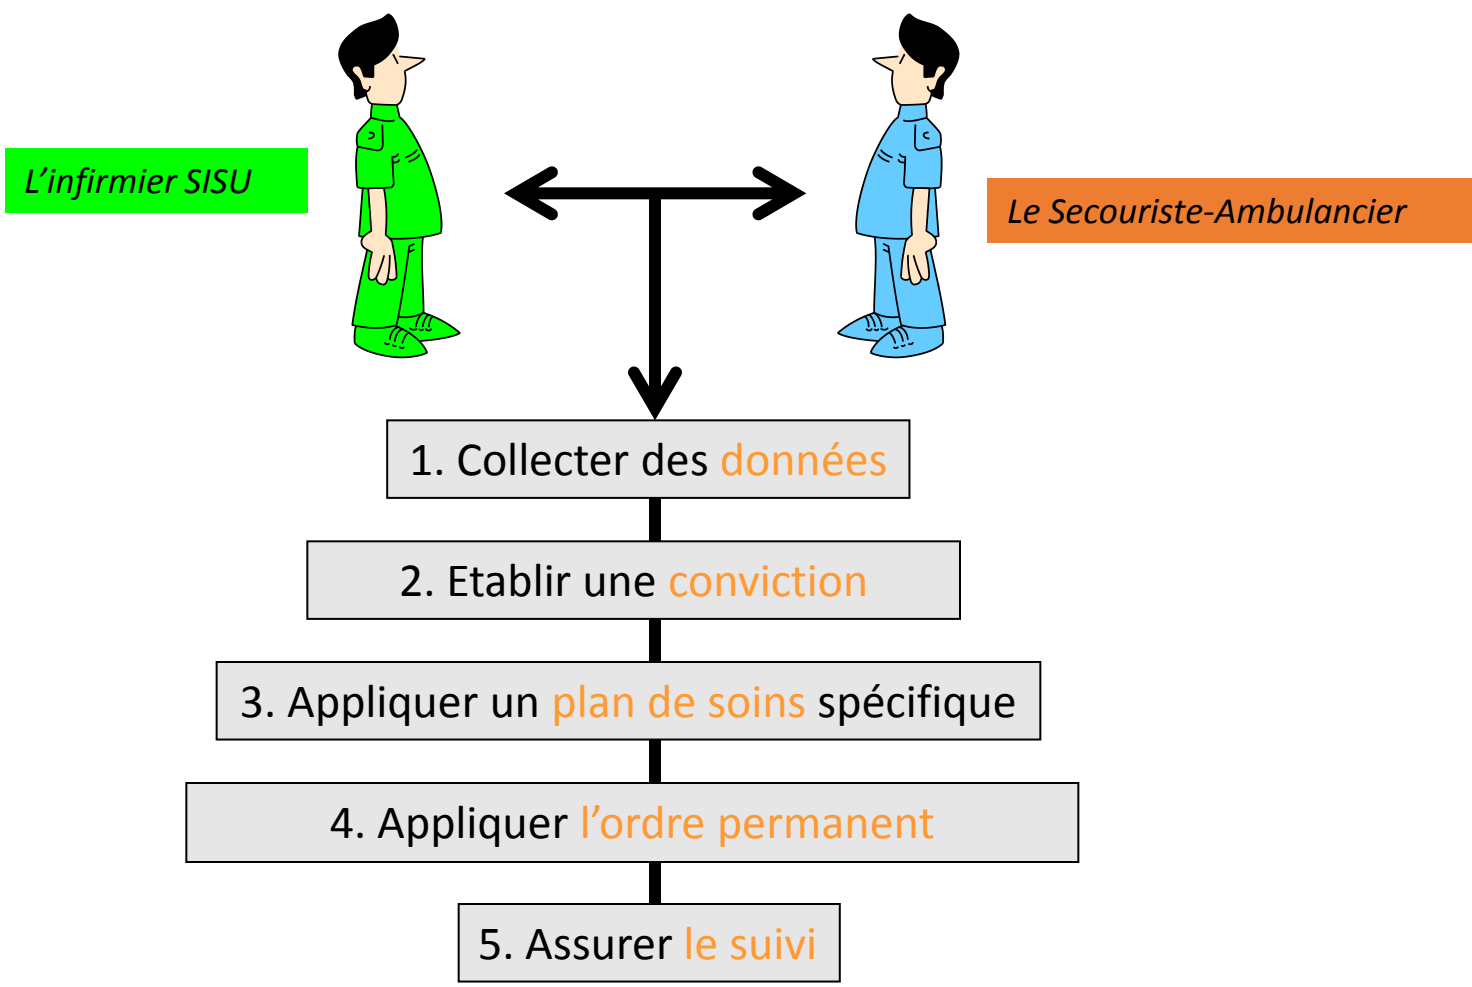 L’infirmier SISU
Le Secouriste-Ambulancier
1. Collecter des données
2. Etablir une conviction
3. Appliquer un plan de soins spécifique
4. Appliquer l’ordre permanent
5. Assurer le suivi